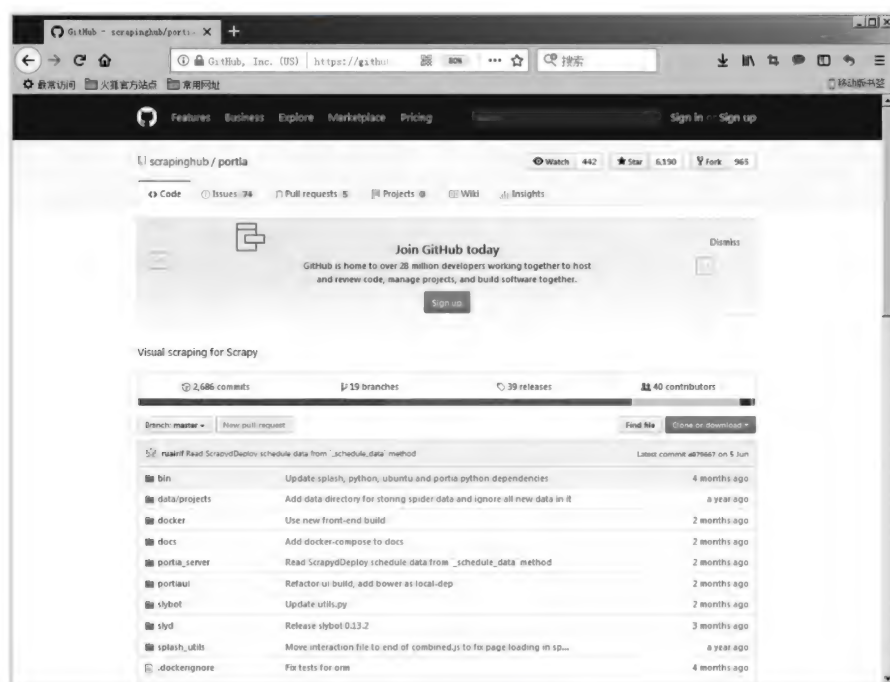 GitHub - scrapinghub/porti
GitHub, Inc. (US) https://githu 80% 搜索
最常访问 火狐官方站点 常用网址 移动版书签
Features Business Explore Marketplace Pricing Sign in or Sign up
scrapinghub / portia Watch 442 Star 6,190 Fork 965
Code Issues 74 Pull requests 5 Projects 0 Wiki Insights
Join GitHub today
Dismiss
GitHub is home to over 28 million developers working together to host
and review code, manage projects, and build software together.
Sign up
Visual scraping for Scrapy
2,686 commits 19 branches 39 releases 40 contributors
Branch: master New pull request Find file Clone or download
ruairif Read ScrapydDeploy schedule data from `_schedule_data` method Latest commit a879667 on 5 Jun
bin Update splash, python, ubuntu and portia python dependencies 4 months ago
data/projects Add data directory for storing spider data and ignore all new data in it a year ago
docker Use new front-end build 2 months ago
docs Add docker-compose to docs 2 months ago
portia_server Read ScrapydDeploy schedule data from `_schedule_data` method 2 months ago
portiaui Refactor ui build, add bower as local-dep 2 months ago
slybot Update utils.py 2 months ago
slyd Release slybot 0.13.2 3 months ago
splash_utils Move interaction file to end of combined.js to fix page loading in sp... a year ago
.dockerignore Fix tests for orm 4 months ago